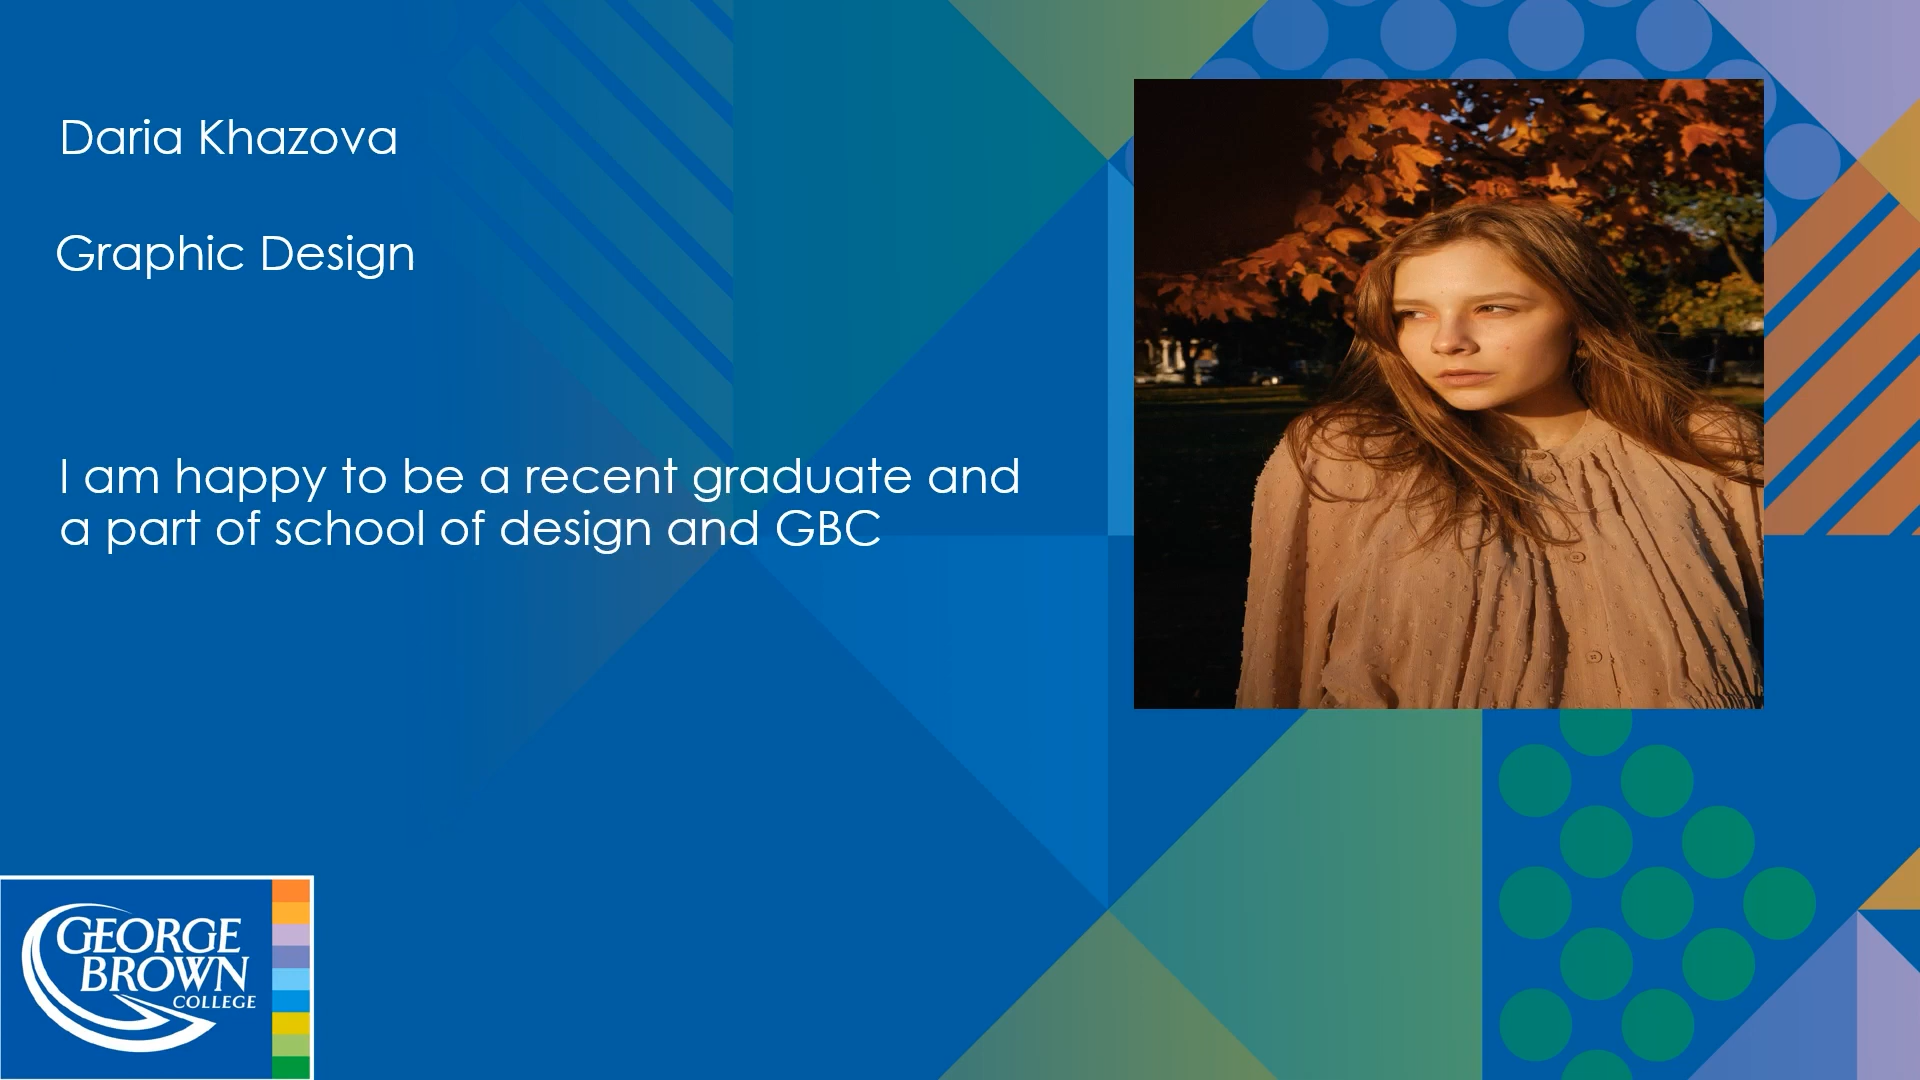 Daria Khazova
Graphic Design
I am happy to be a recent graduate and
a part of school of design and GBC
GEORGE
BROWN
COLLEGE